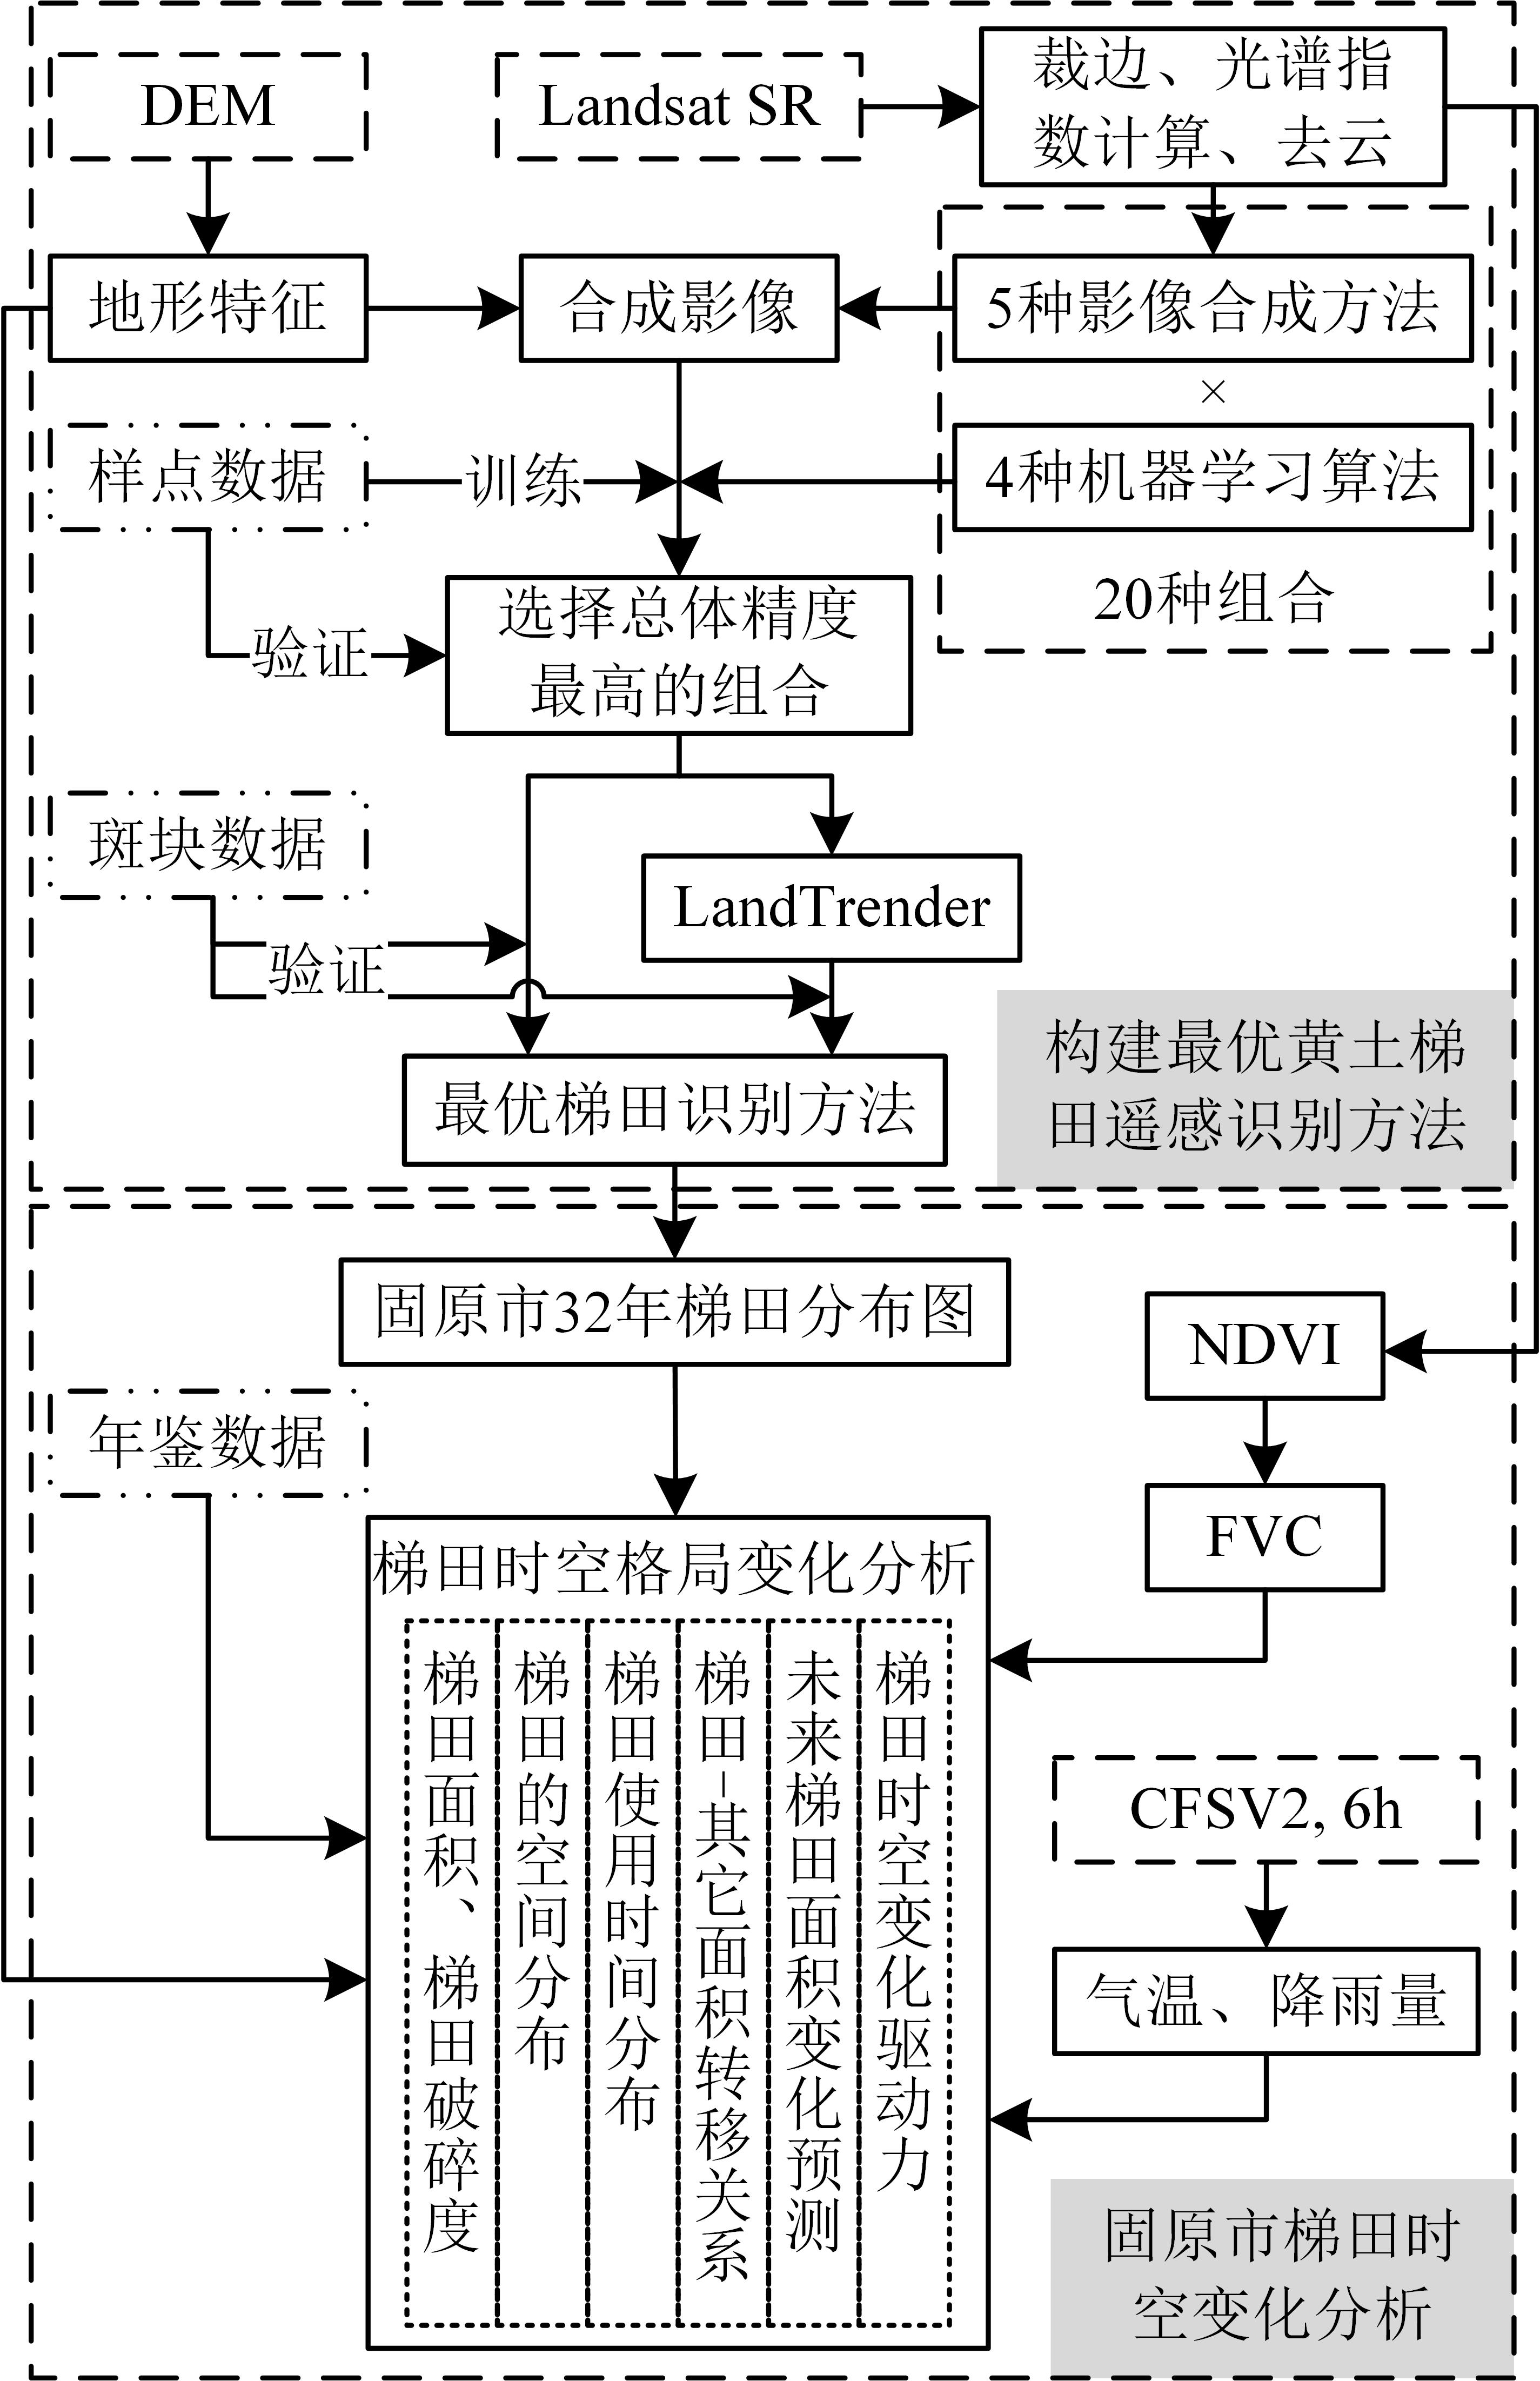 DEM
Landsat SR
裁边、光谱指
数计算、去云
地形特征
合成影像
5种影像合成方法
×
样点数据
训练
4种机器学习算法
20种组合
验证
选择总体精度
最高的组合
斑块数据
LandTrender
验证
构建最优黄土梯
田遥感识别方法
最优梯田识别方法
固原市32年梯田分布图
NDVI
年鉴数据
FVC
梯田时空格局变化分析
梯田面积、梯田破碎度
梯田的空间分布
梯田使用时间分布
梯田-其它面积转移关系
未来梯田面积变化预测
梯田时空变化驱动力
CFSV2, 6h
气温、降雨量
固原市梯田时
空变化分析